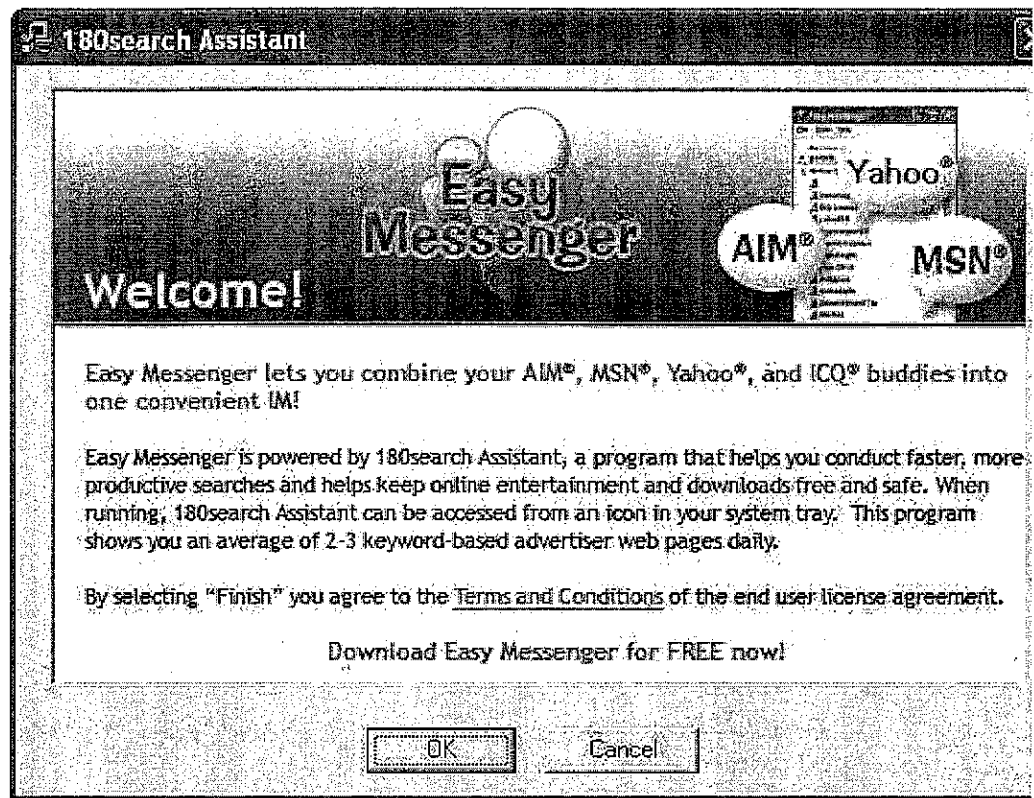 180search Assistant
Easy
Messenger
Yahoo®
AIM®
MSN®
Welcome!
Easy Messenger lets you combine your AIM®, MSN®, Yahoo®, and ICQ® buddies into
one convenient IM!
Easy Messenger is powered by 180search Assistant, a program that helps you conduct faster, more
productive searches and helps keep online entertainment and downloads free and safe. When
running, 180search Assistant can be accessed from an icon in your system tray. This program
shows you an average of 2-3 keyword-based advertiser web pages daily.
By selecting "Finish" you agree to the Terms and Conditions of the end user license agreement.
Download Easy Messenger for FREE now!
OK
Cancel